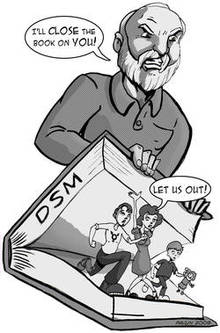 I'LL CLOSE THE
BOOK ON YOU!
DSM
LET US OUT!